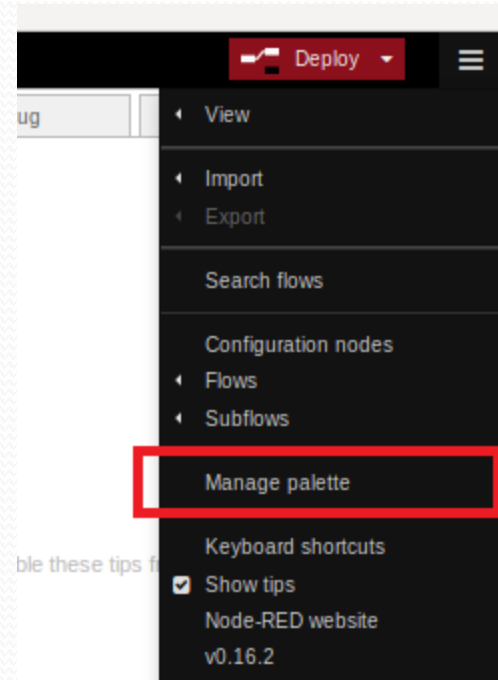 Deploy
ug
View
Import
Export
Search flows
Configuration nodes
Flows
Subflows
Manage palette
Keyboard shortcuts
ble these tips f
Show tips
Node-RED website
v0.16.2